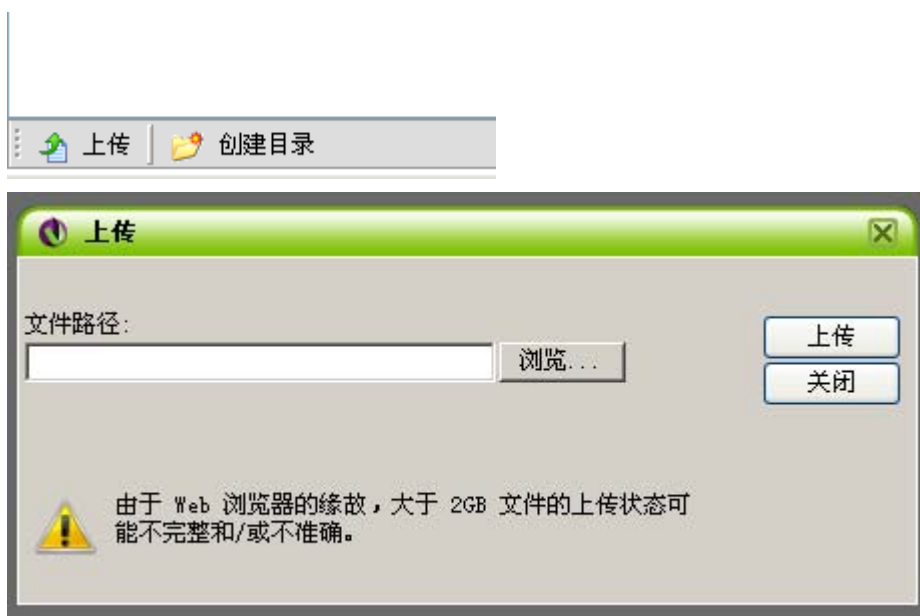 上传 创建目录
上传
文件路径:
浏览...
上传
关闭
由于 Web 浏览器的缘故，大于 2GB 文件的上传状态可
能不完整和/或不准确。